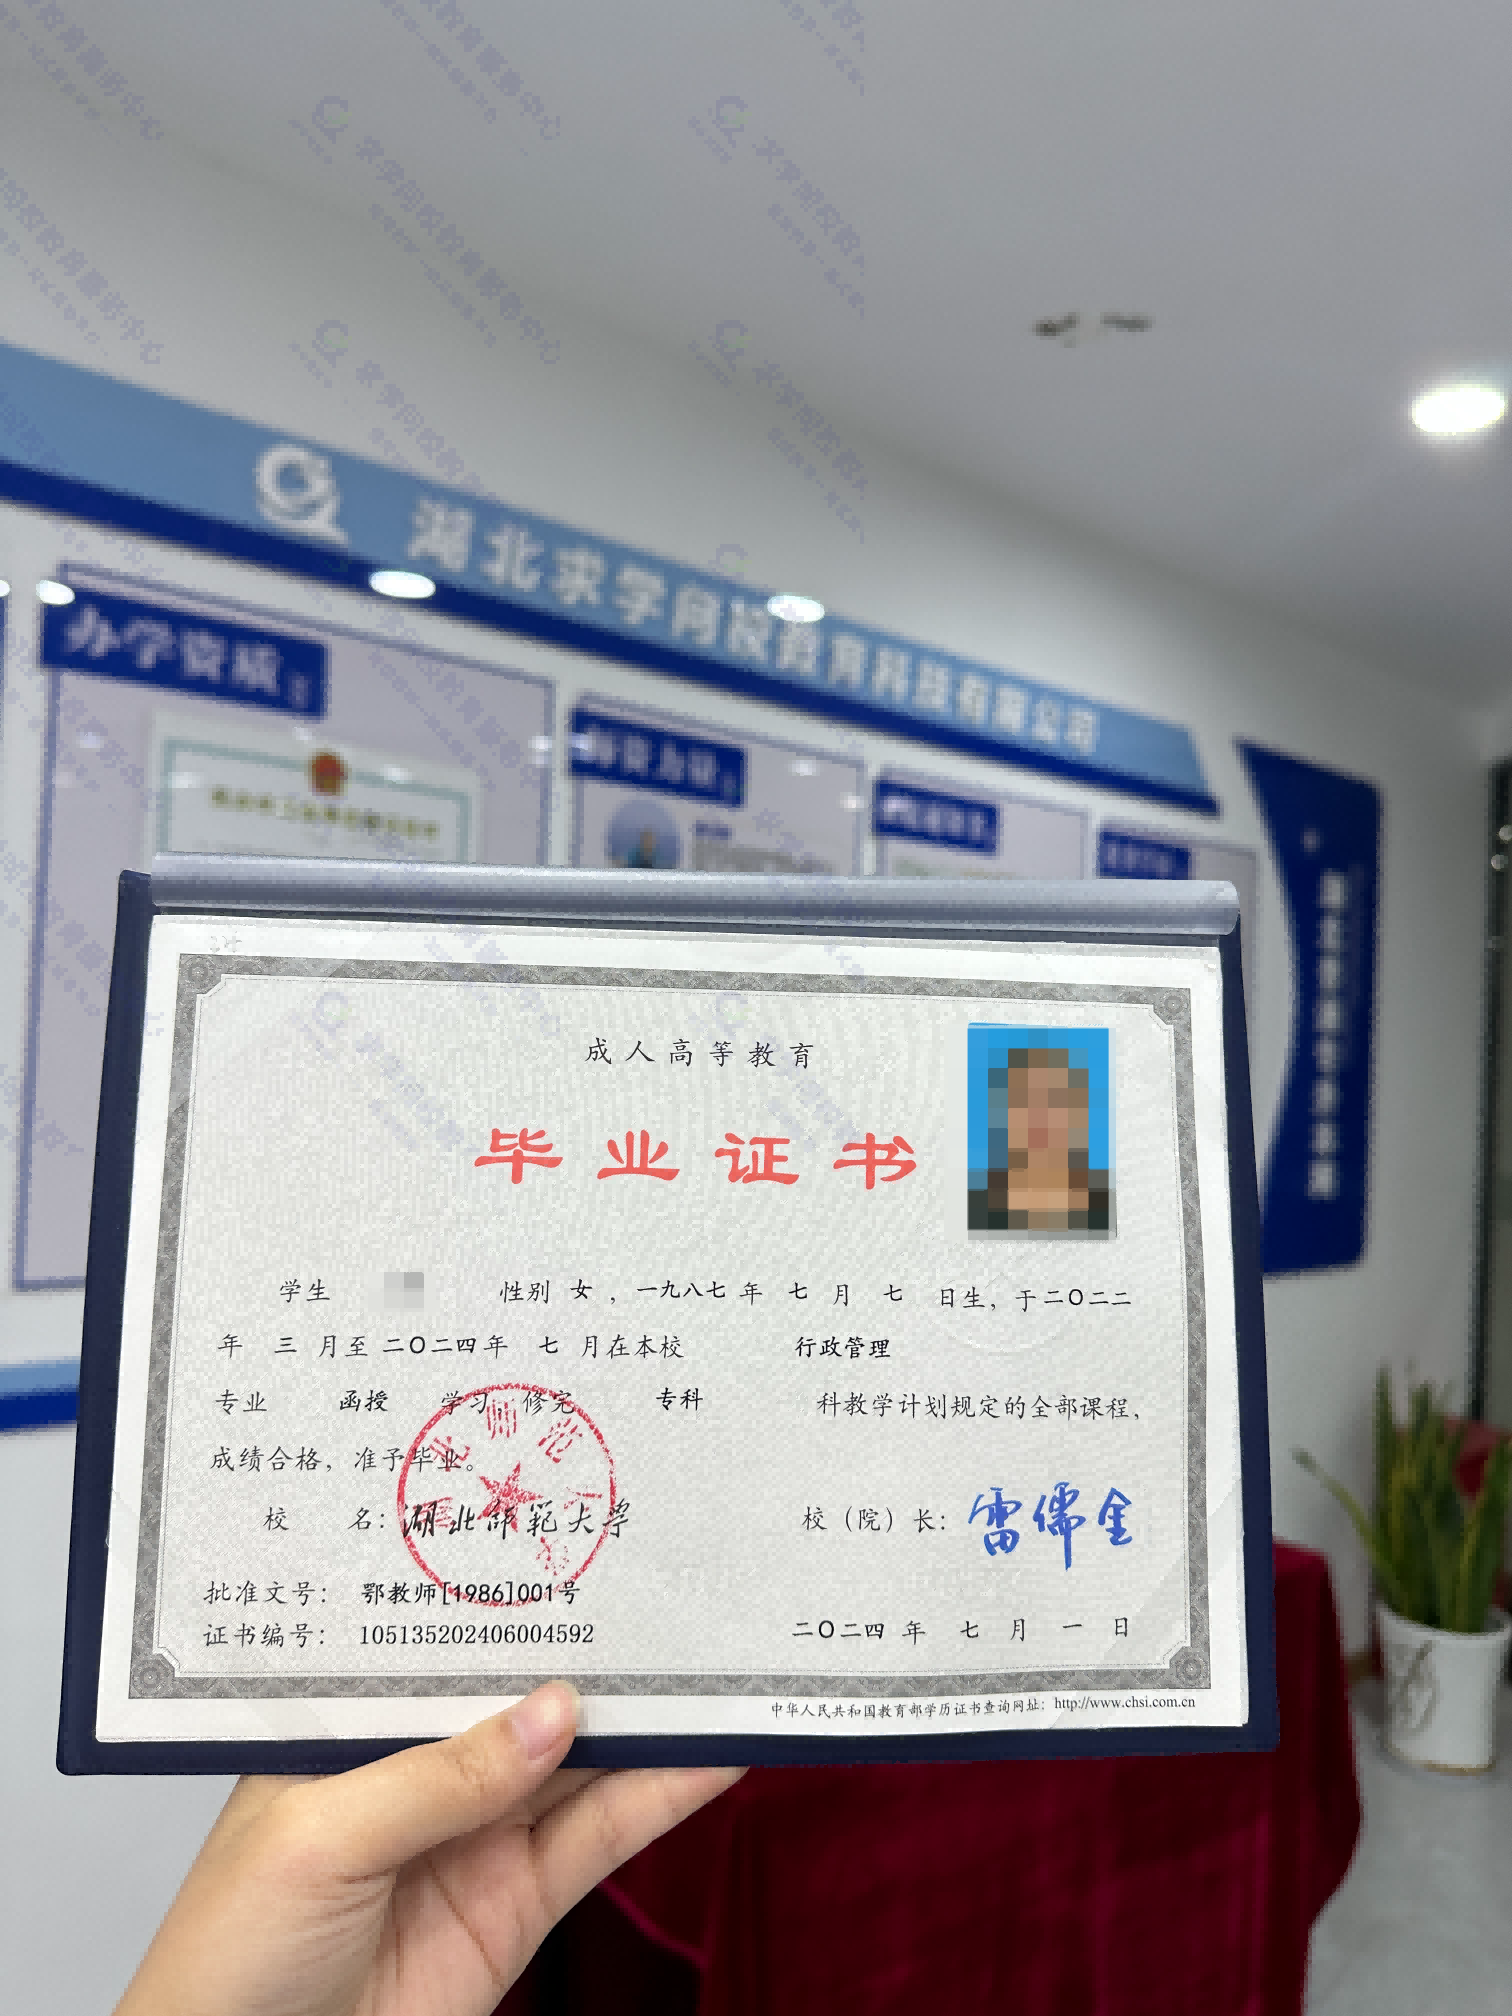 湖北求学问校教育科技有限公司
办学资质
师资力量
成人高等教育
毕业证书
学生 性别 女，一九八七年 七 月 七 日生，于二〇二二
年 三 月至二〇二四年 七 月在本校 行政管理
专业 函授 学习 修完 专科 科教学计划规定的全部课程，
成绩合格，准予毕业。
校 名：湖北师范大学 校（院）长：雷儒金
批准文号：鄂教师[1986]001号
证书编号：105135202406004592 二〇二四 年 七 月 一 日
中华人民共和国教育部学历证书查询网址：http://www.chsi.com.cn